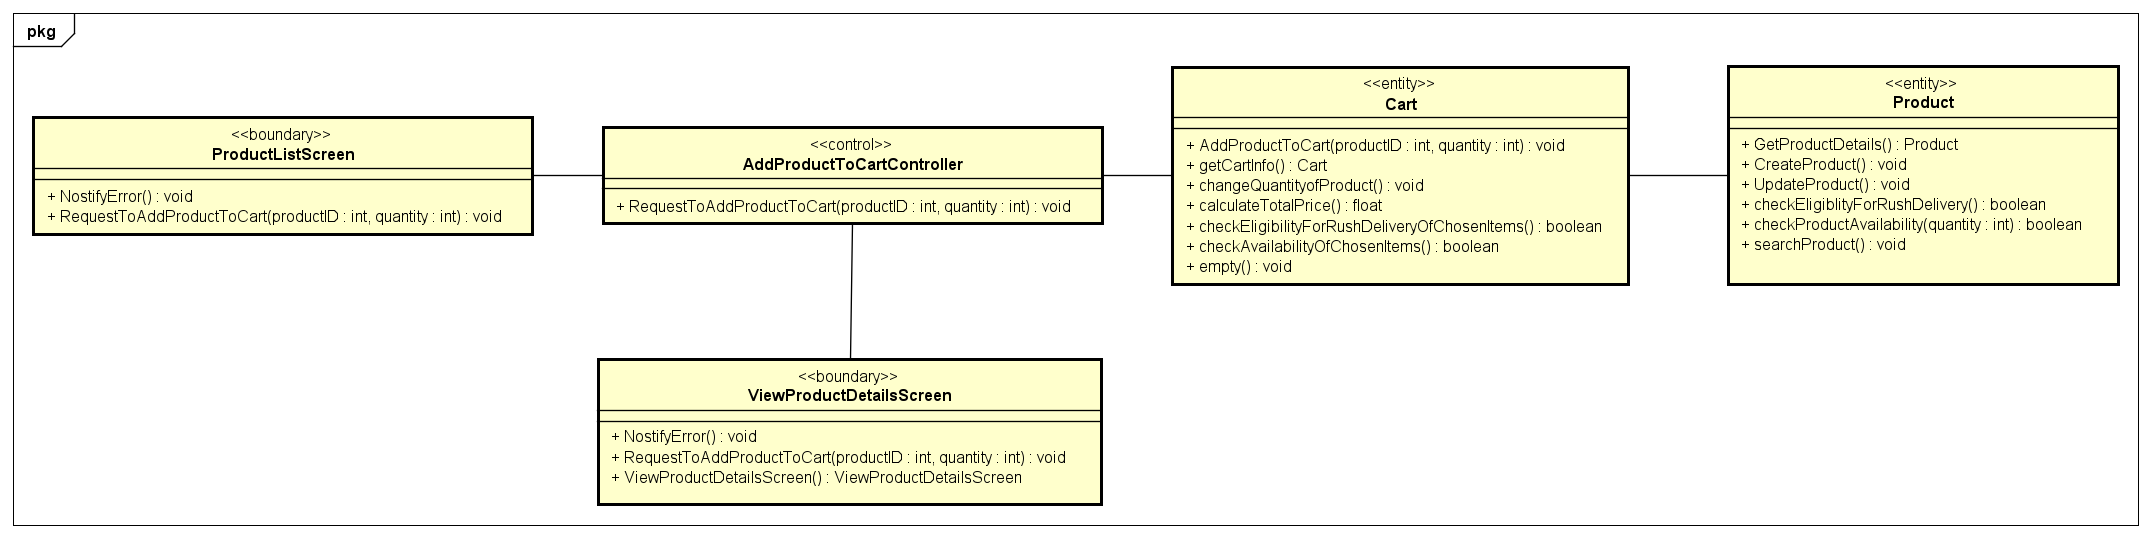 pkg
<<boundary>>
ProductListScreen
+ NostifyError() : void
+ RequestToAddProductToCart(productID : int, quantity : int) : void
<<control>>
AddProductToCartController
+ RequestToAddProductToCart(productID : int, quantity : int) : void
<<entity>>
Cart
+ AddProductToCart(productID : int, quantity : int) : void
+ getCartInfo() : Cart
+ changeQuantityofProduct() : void
+ calculateTotalPrice() : float
+ checkEligibilityForRushDeliveryOfChosenItems() : boolean
+ checkAvailabilityOfChosenItems() : boolean
+ empty() : void
<<entity>>
Product
+ GetProductDetails() : Product
+ CreateProduct() : void
+ UpdateProduct() : void
+ checkEligiblityForRushDelivery() : boolean
+ checkProductAvailability(quantity : int) : boolean
+ searchProduct() : void
<<boundary>>
ViewProductDetailsScreen
+ NostifyError() : void
+ RequestToAddProductToCart(productID : int, quantity : int) : void
+ ViewProductDetailsScreen() : ViewProductDetailsScreen